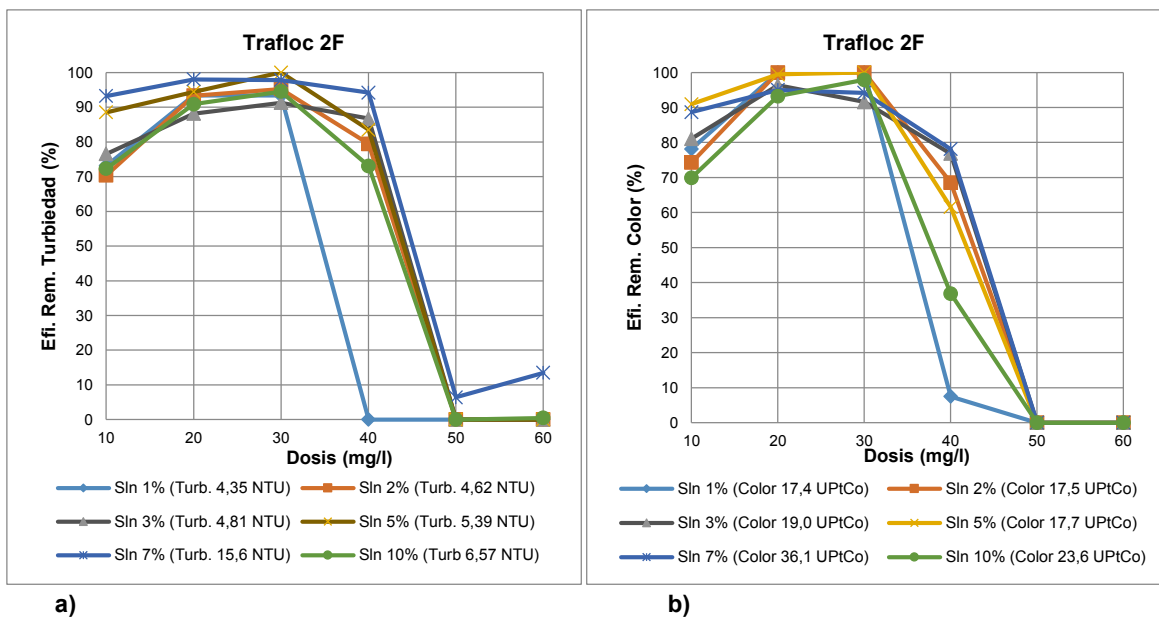 Trafloc 2F
Efi. Rem. Turbiedad (%)
100
90
80
70
60
50
40
30
20
10
0
10 20 30 40 50 60
Dosis (mg/l)
Sln 1% (Turb. 4,35 NTU) Sln 2% (Turb. 4,62 NTU)
Sln 3% (Turb. 4,81 NTU) Sln 5% (Turb. 5,39 NTU)
Sln 7% (Turb. 15,6 NTU) Sln 10% (Turb 6,57 NTU)
a)
Trafloc 2F
Efi. Rem. Color (%)
100
90
80
70
60
50
40
30
20
10
0
10 20 30 40 50 60
Dosis (mg/l)
Sln 1% (Color 17,4 UPtCo) Sln 2% (Color 17,5 UPtCo)
Sln 3% (Color 19,0 UPtCo) Sln 5% (Color 17,7 UPtCo)
Sln 7% (Color 36,1 UPtCo) Sln 10% (Color 23,6 UPtCo)
b)